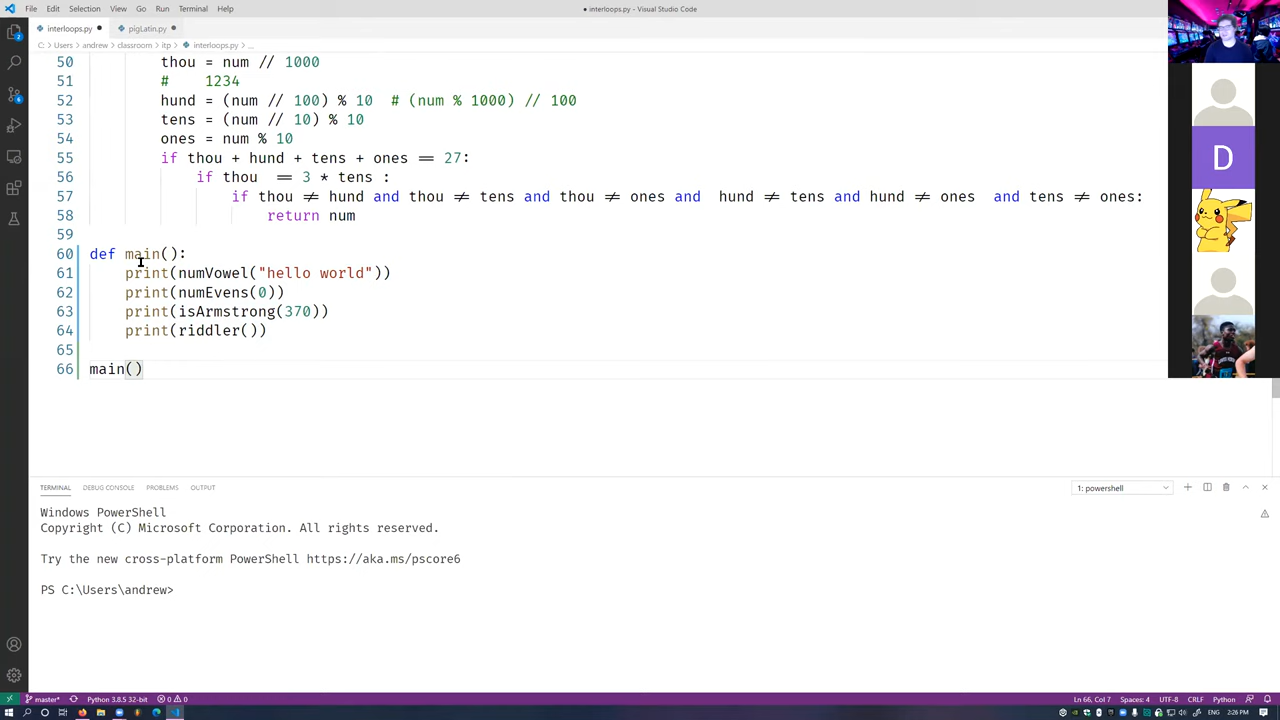 File Edit Selection View Go Run Terminal Help
● interloops.py - Visual Studio Code
interloops.py ● pigLatin.py ●
C: > Users > andrew > classroom > itp > interloops.py > ...
50 thou = num // 1000
51 # 1234
52 hund = (num // 100) % 10 # (num % 1000) // 100
53 tens = (num // 10) % 10
54 ones = num % 10
55 if thou + hund + tens + ones == 27:
56 if thou == 3 * tens :
57 if thou != hund and thou != tens and thou != ones and hund != tens and hund != ones and tens != ones:
58 return num
59
60 def main():
61 print(numVowel("hello world"))
62 print(numEvens(0))
63 print(isArmstrong(370))
64 print(riddler())
65
66 main()
D
TERMINAL DEBUG CONSOLE PROBLEMS OUTPUT
1: powershell
Windows PowerShell
Copyright (C) Microsoft Corporation. All rights reserved.
Try the new cross-platform PowerShell https://aka.ms/pscore6
PS C:\Users\andrew>
master* Python 3.8.5 32-bit 0 0 Ln 66, Col 7 Spaces: 4 UTF-8 CRLF Python
ENG 2:26 PM